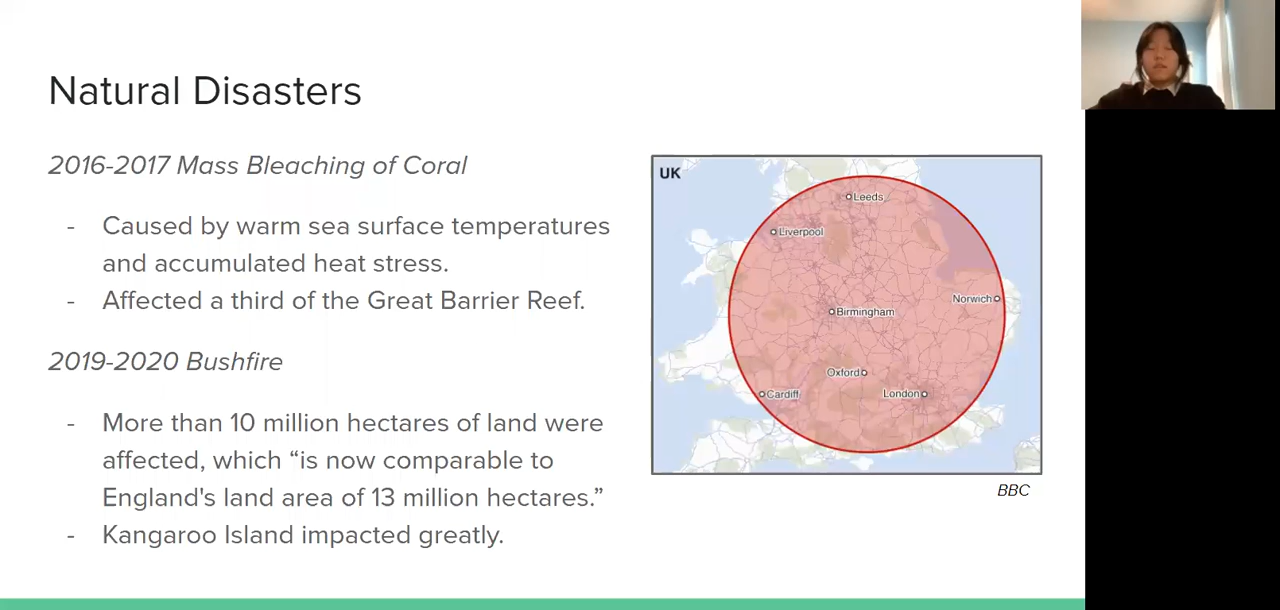 Natural Disasters
2016-2017 Mass Bleaching of Coral
- Caused by warm sea surface temperatures
and accumulated heat stress.
- Affected a third of the Great Barrier Reef.
2019-2020 Bushfire
- More than 10 million hectares of land were
affected, which “is now comparable to
England's land area of 13 million hectares.”
- Kangaroo Island impacted greatly.
UK
Leeds
Liverpool
Norwich
Birmingham
Oxford
Cardiff
London
BBC